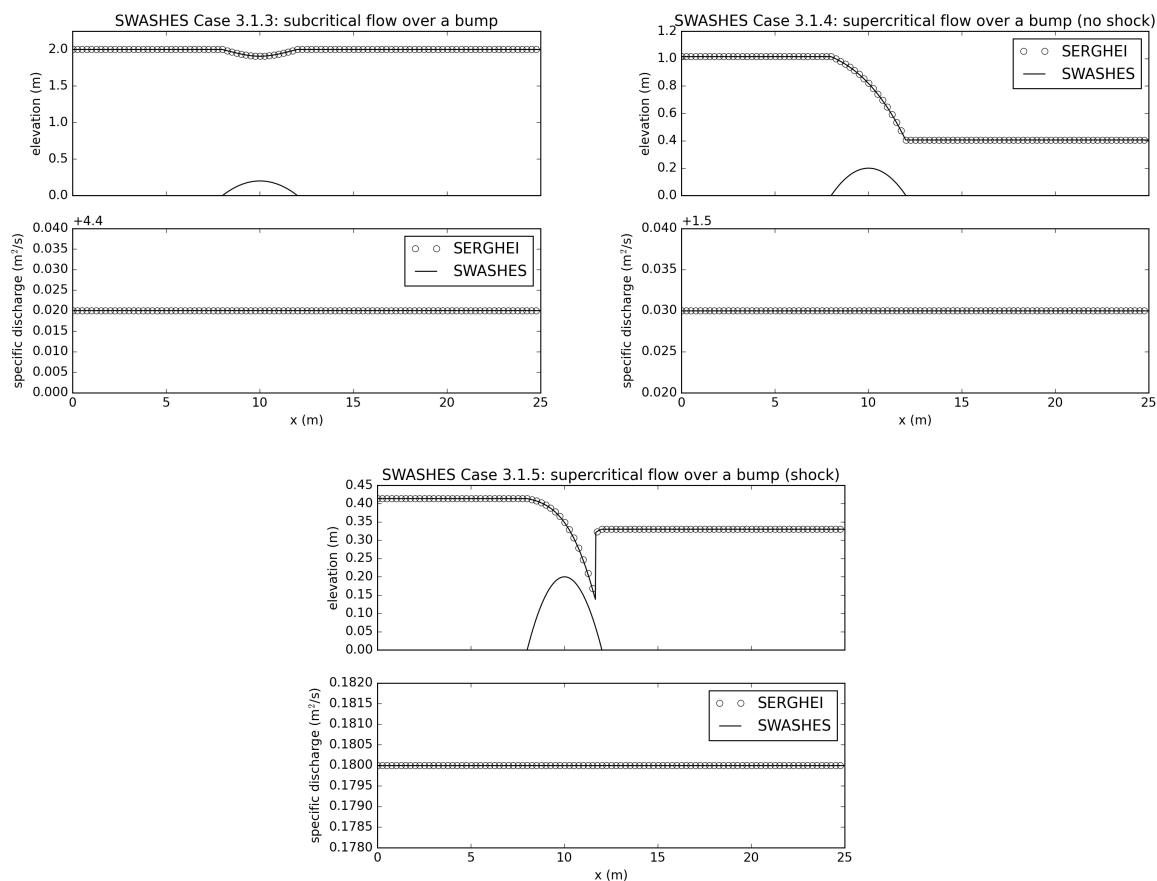 SWASHES Case 3.1.3: subcritical flow over a bump
2.0
1.5
1.0
0.5
0.0
elevation (m)
+4.4
0.040
0.035
0.030
0.025
0.020
0.015
0.010
0.005
0.000
specific discharge (m²/s)
SERGHEI
SWASHES
0 5 10 15 20 25
x (m)
SWASHES Case 3.1.4: supercritical flow over a bump (no shock)
1.2
1.0
0.8
0.6
0.4
0.2
0.0
elevation (m)
SERGHEI
SWASHES
+1.5
0.040
0.035
0.030
0.025
0.020
specific discharge (m²/s)
0 5 10 15 20 25
x (m)
SWASHES Case 3.1.5: supercritical flow over a bump (shock)
0.45
0.40
0.35
0.30
0.25
0.20
0.15
0.10
0.05
0.00
elevation (m)
0.1820
0.1815
0.1810
0.1805
0.1800
0.1795
0.1790
0.1785
0.1780
specific discharge (m²/s)
SERGHEI
SWASHES
0 5 10 15 20 25
x (m)